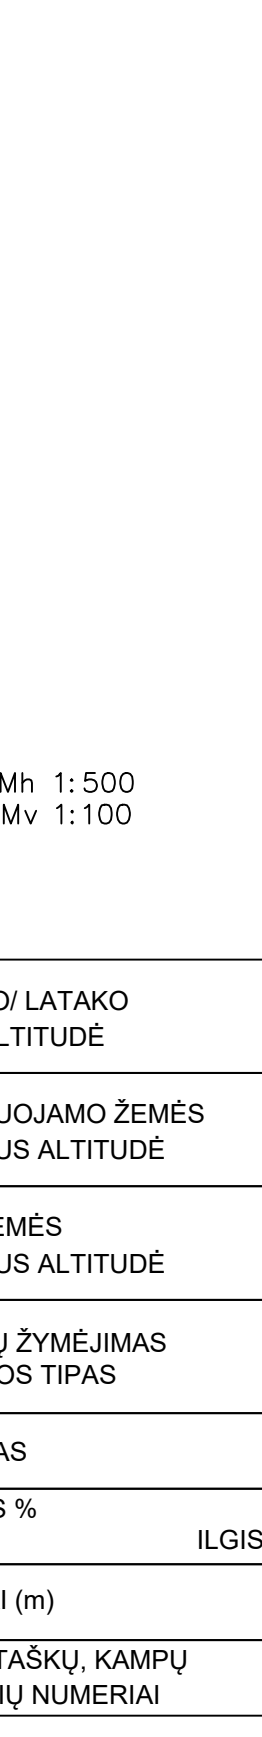 Mh 1:500
Mv 1:100
O/ LATAKO
LTITUDĖ
UOJAMO ŽEMĖS
US ALTITUDĖ
EMĖS
US ALTITUDĖ
Ų ŽYMĖJIMAS
OS TIPAS
AS
S %
ILGIS
I (m)
TAŠKŲ, KAMPŲ
IŲ NUMERIAI